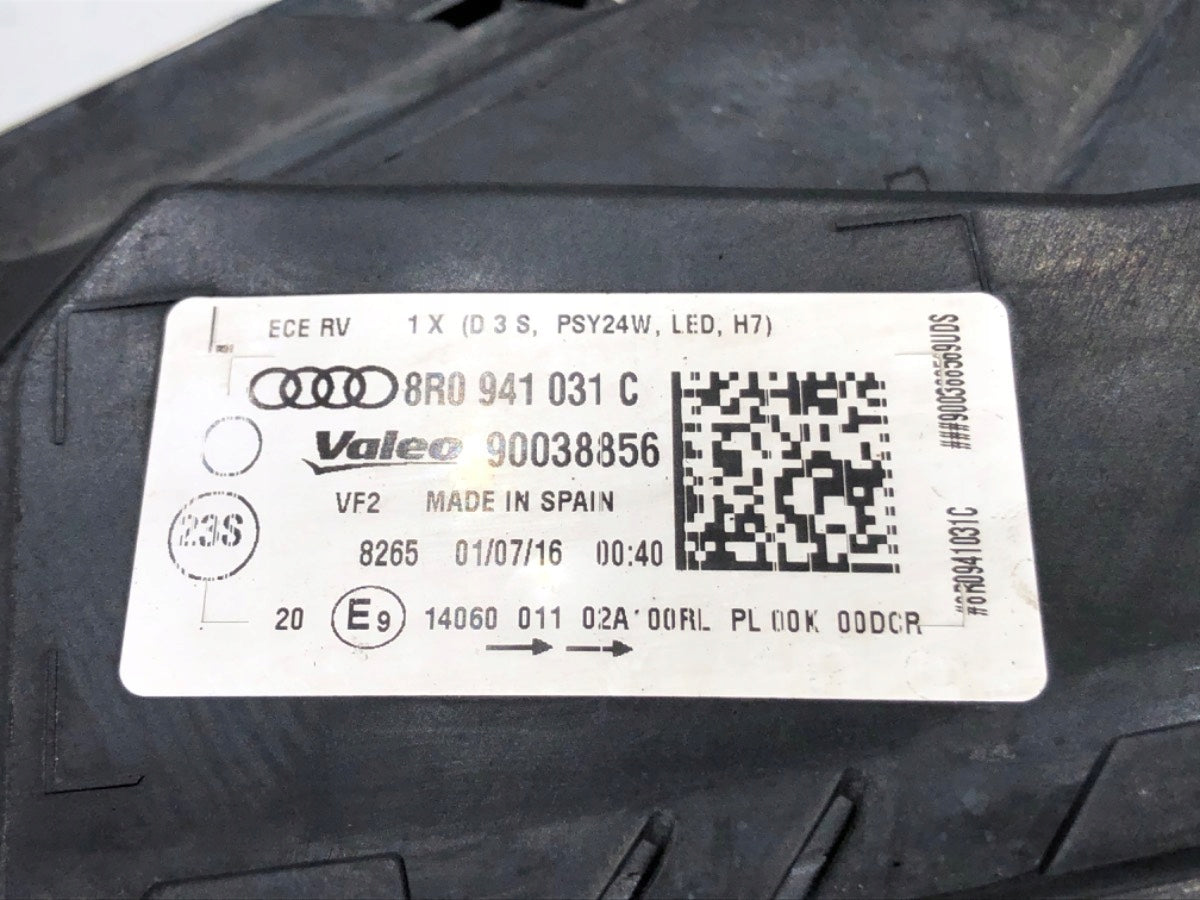 ECE RV 1 X (D 3 S, PSY24W, LED, H7)
8R0 941 031 C
Valeo 90038856
VF2 MADE IN SPAIN
23S
8265 01/07/16 00:40
20 E9 14060 011 02A*00RL PL 00K 00DCR
#8R0941031C